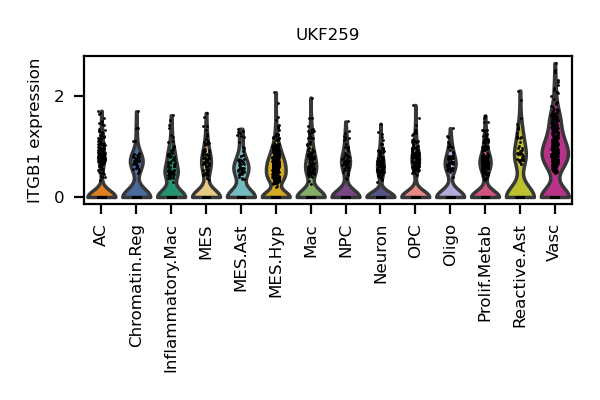 UKF259
ITGB1 expression
2
0
AC
Chromatin.Reg
Inflammatory.Mac
MES
MES.Ast
MES.Hyp
Mac
NPC
Neuron
OPC
Oligo
Prolif.Metab
Reactive.Ast
Vasc